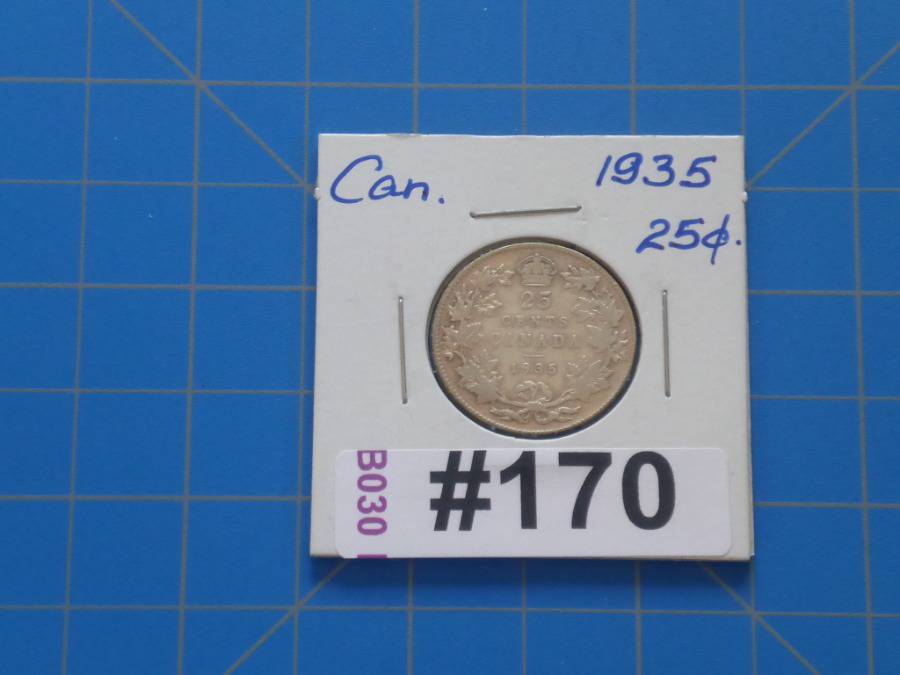 Can. 1935
25¢.
25
CENTS
CANADA
1935
B030
#170